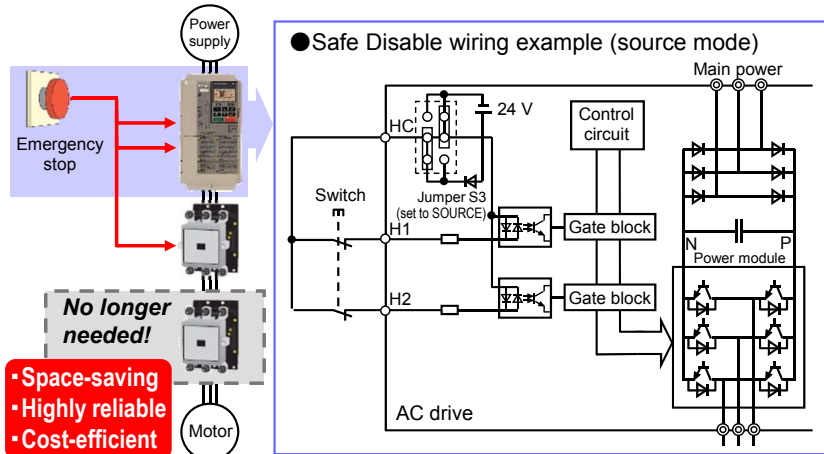 Power
supply
Emergency
stop
No longer
needed!
▪Space-saving
▪Highly reliable
▪Cost-efficient
Motor
●Safe Disable wiring example (source mode)
Main power
24 V
HC
Control
circuit
Switch
Jumper S3
(set to SOURCE)
H1
Gate block
N
P
Power module
H2
Gate block
AC drive